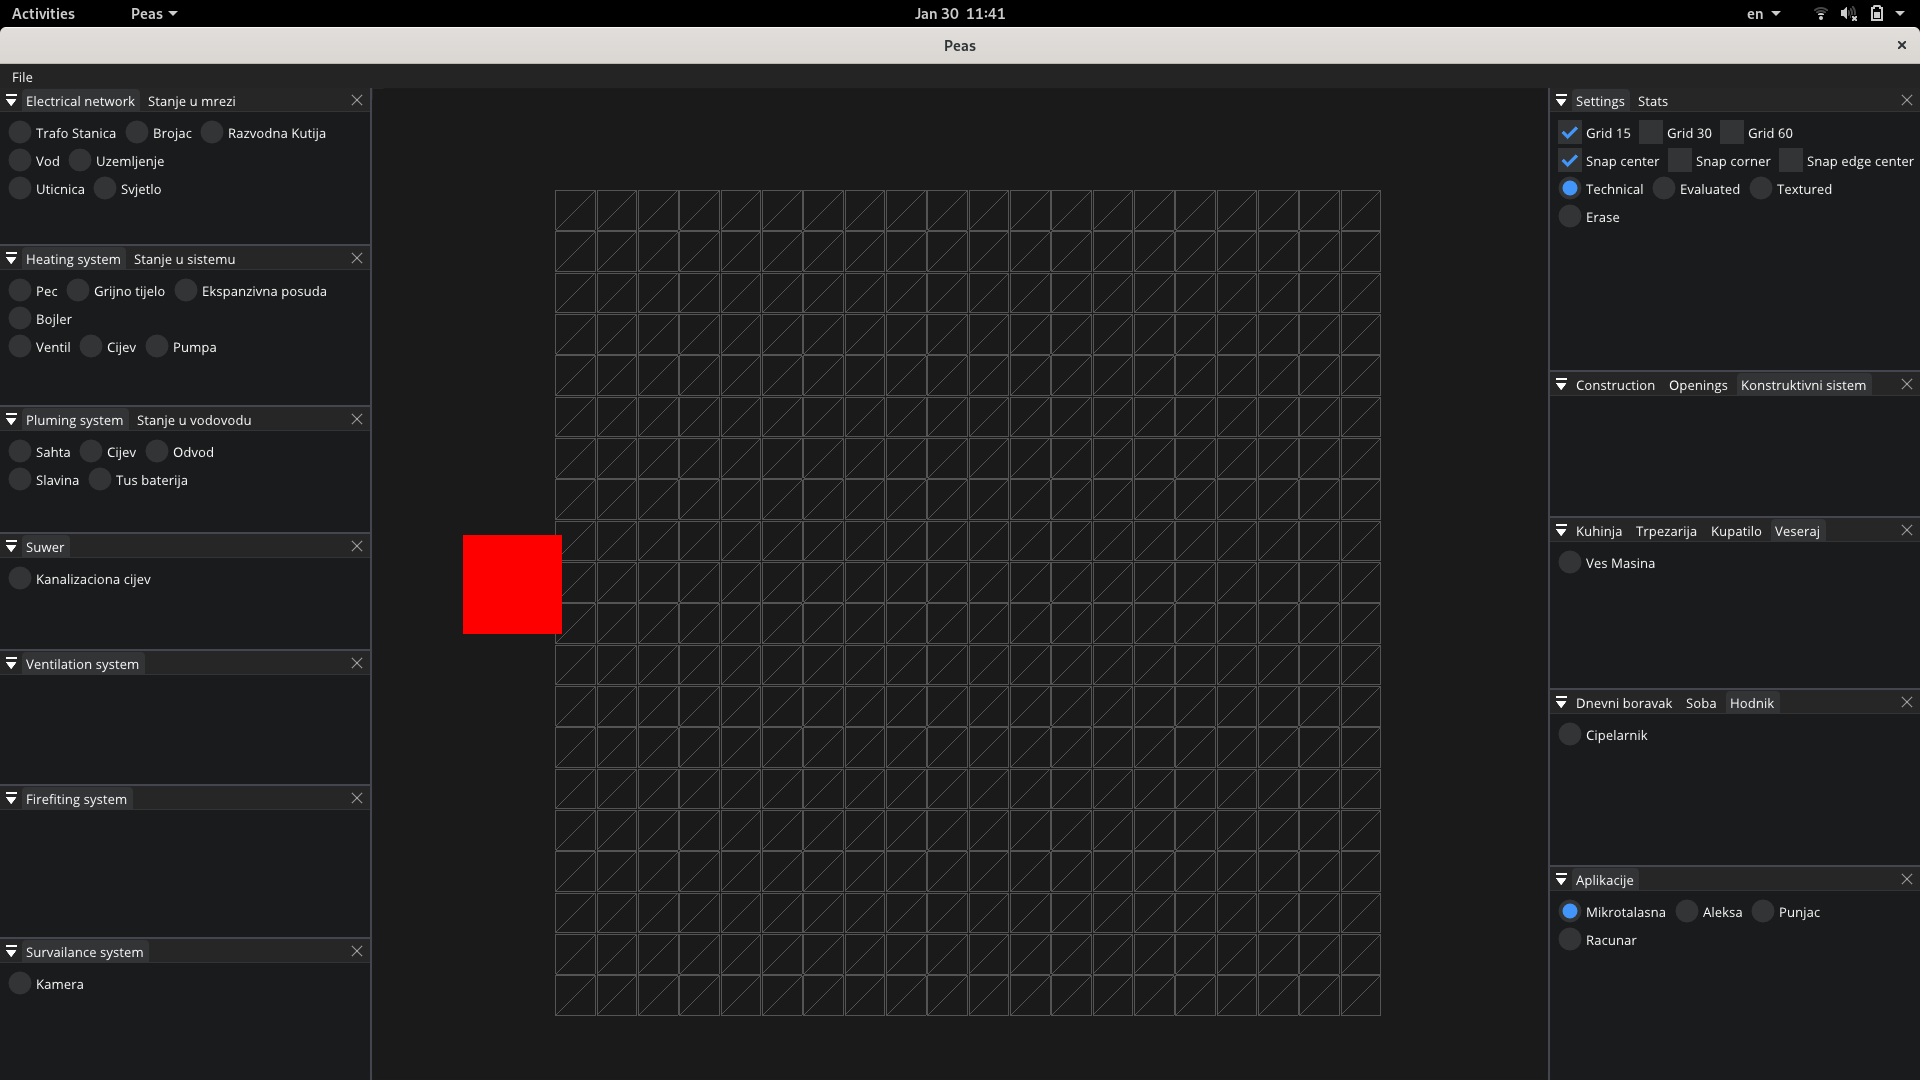 Activities Peas Jan 30 11:41 en
Peas
File
Electrical network Stanje u mrezi
Trafo Stanica Brojac Razvodna Kutija
Vod Uzemljenje
Uticnica Svjetlo
Heating system Stanje u sistemu
Pec Grijno tijelo Ekspanzivna posuda
Bojler
Ventil Cijev Pumpa
Pluming system Stanje u vodovodu
Sahta Cijev Odvod
Slavina Tus baterija
Suwer
Kanalizaciona cijev
Ventilation system
Firefiting system
Survailance system
Kamera
Settings Stats
Grid 15 Grid 30 Grid 60
Snap center Snap corner Snap edge center
Technical Evaluated Textured
Erase
Construction Openings Konstruktivni sistem
Kuhinja Trpezarija Kupatilo Veseraj
Ves Masina
Dnevni boravak Soba Hodnik
Cipelarnik
Aplikacije
Mikrotalasna Aleksa Punjac
Racunar